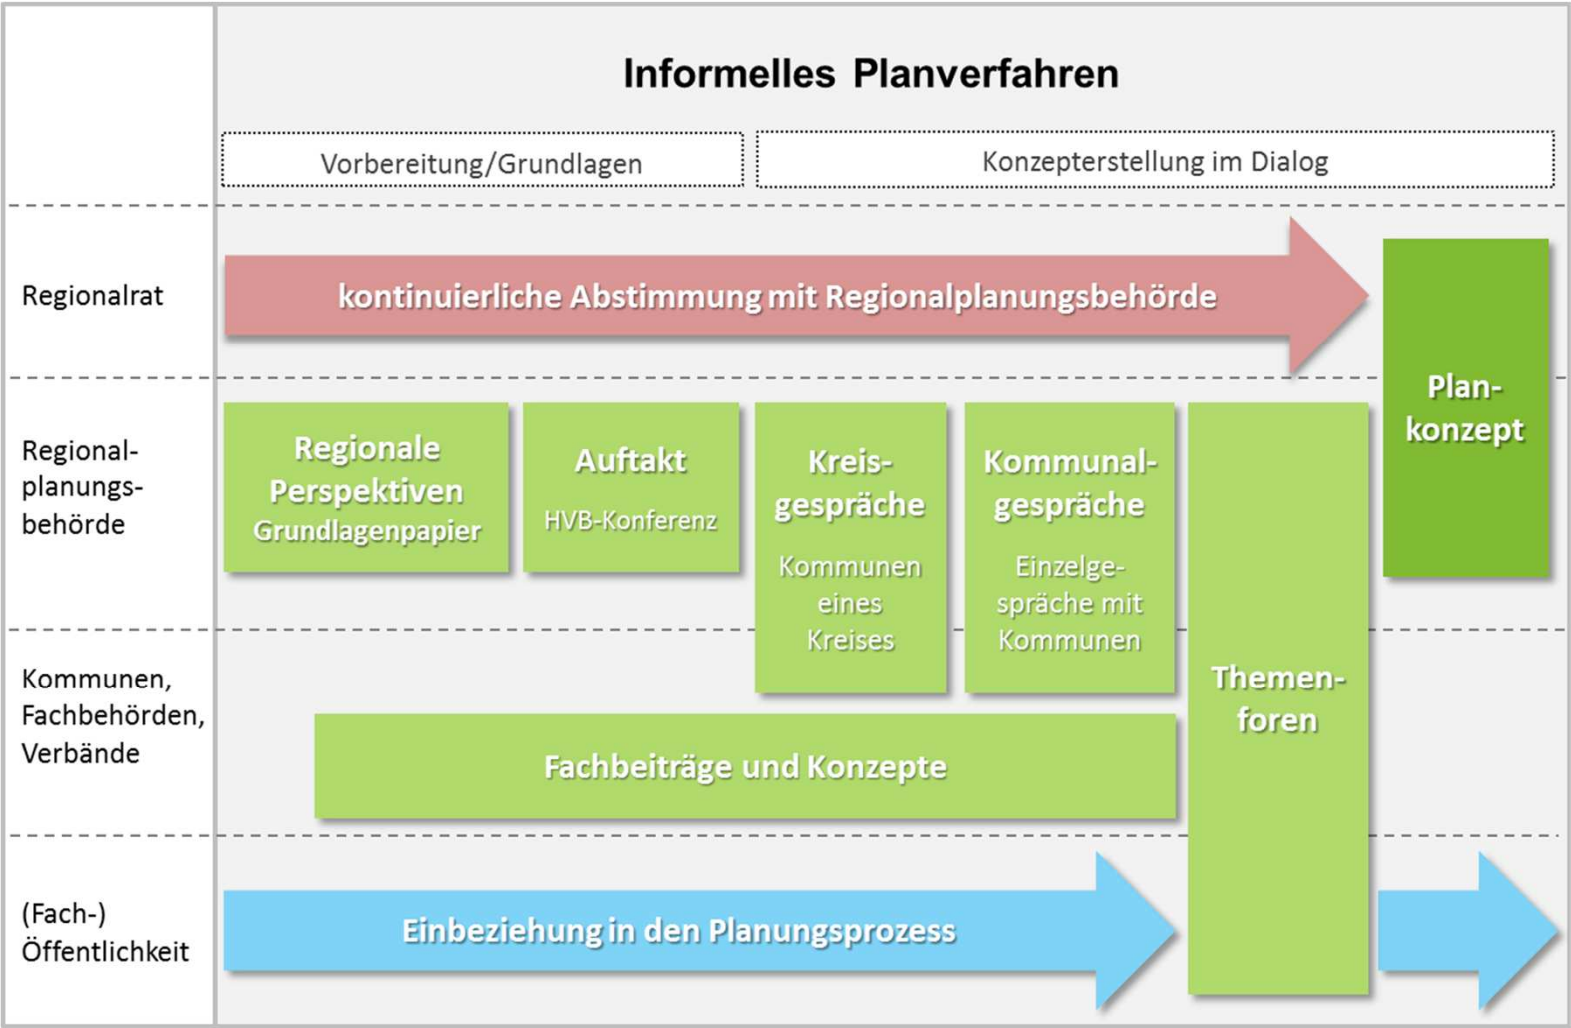 Informelles Planverfahren
Vorbereitung/Grundlagen
Konzepterstellung im Dialog
Regionalrat
kontinuierliche Abstimmung mit Regionalplanungsbehörde
Plan-
konzept
Regional-
planungs-
behörde
Regionale
Perspektiven
Grundlagenpapier
Auftakt
HVB-Konferenz
Kreis-
gespräche
Kommunen
eines
Kreises
Kommunal-
gespräche
Einzelge-
spräche mit
Kommunen
Themen-
foren
Kommunen,
Fachbehörden,
Verbände
Fachbeiträge und Konzepte
(Fach-)
Öffentlichkeit
Einbeziehung in den Planungsprozess